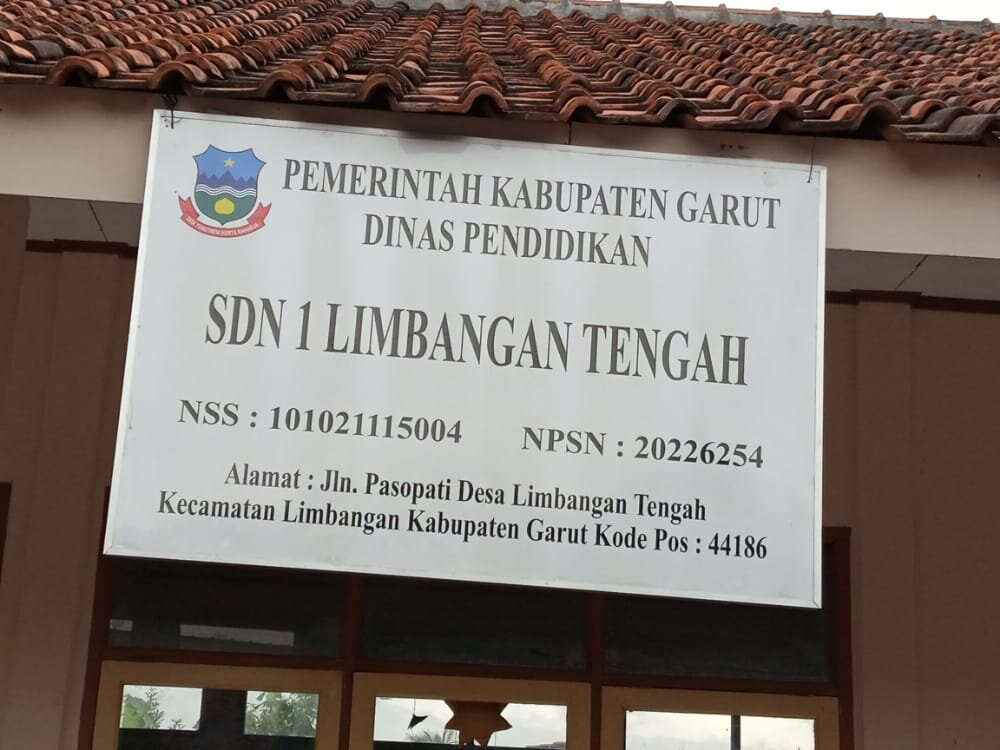 PEMERINTAH KABUPATEN GARUT
DINAS PENDIDIKAN
SDN 1 LIMBANGAN TENGAH
NSS : 101021115004
NPSN : 20226254
Alamat : Jln. Pasopati Desa Limbangan Tengah
Kecamatan Limbangan Kabupaten Garut Kode Pos : 44186